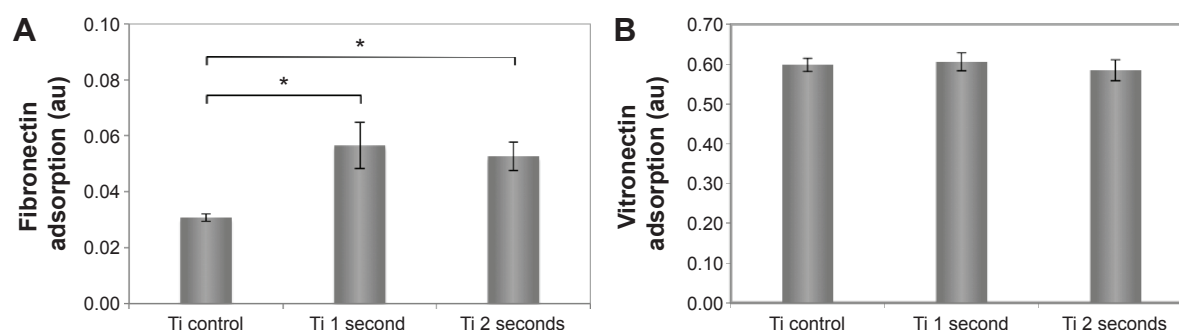 A
Fibronectin
adsorption (au)
0.10
0.08
0.06
0.04
0.02
0.00
*
*
Ti control
Ti 1 second
Ti 2 seconds
B
Vitronectin
adsorption (au)
0.70
0.60
0.50
0.40
0.30
0.20
0.10
0.00
Ti control
Ti 1 second
Ti 2 seconds